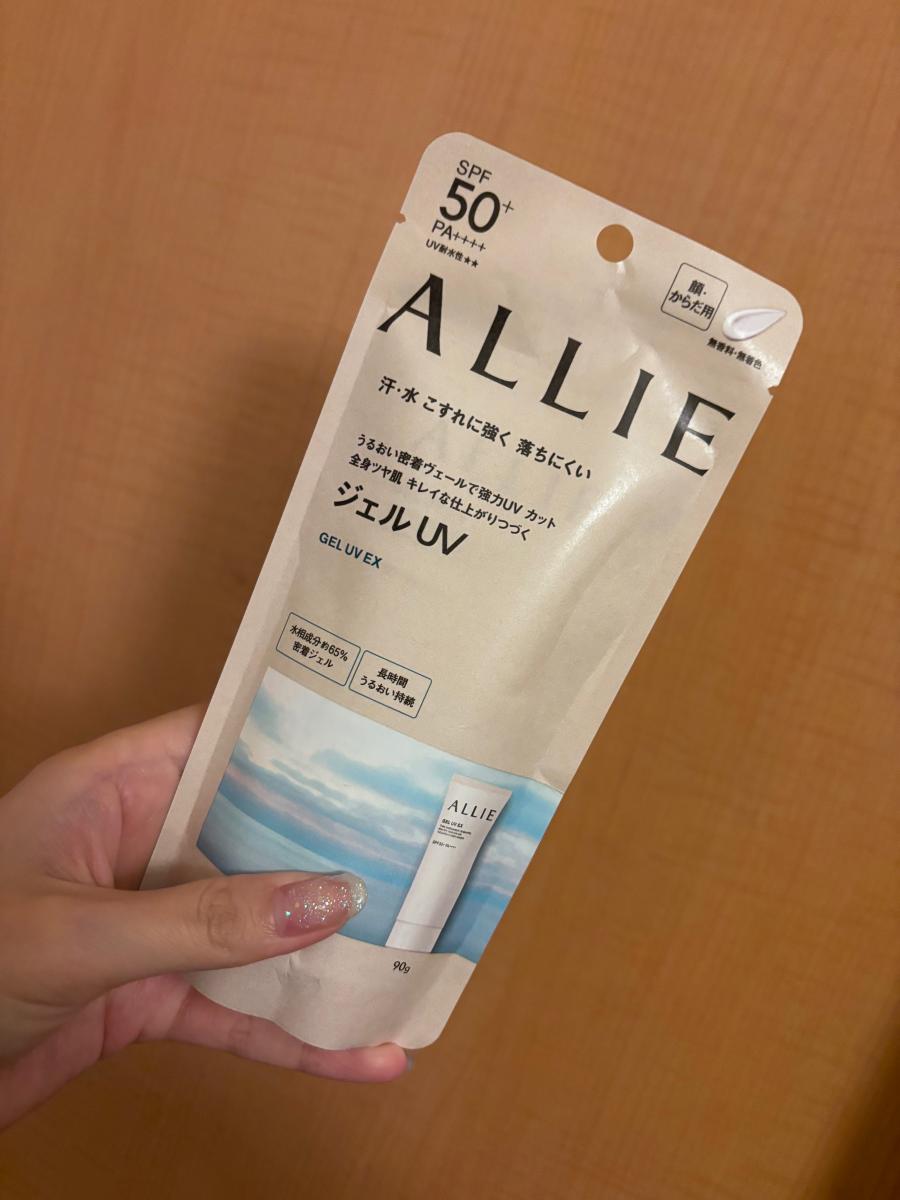 SPF
50+
PA++++
UV耐水性★★
顔・
からだ用
無香料・無着色
ALLIE
汗・水 こすれに強く 落ちにくい
うるおい密着ヴェールで強力UV カット
全身ツヤ肌 キレイな仕上がりつづく
ジェル UV
GEL UV EX
水相成分約65%
密着ジェル
長時間
うるおい持続
ALLIE
GEL UV EX
SPF50+ PA++++
90g